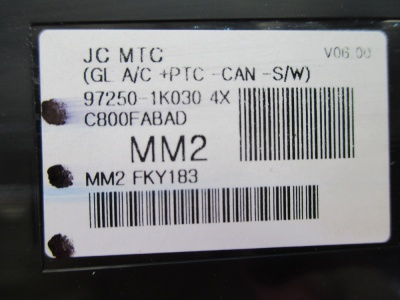 JC MTC V06.00
(GL A/C +PTC -CAN -S/W)
97250-1K030 4X
C800FABAD
MM2
MM2 FKY183